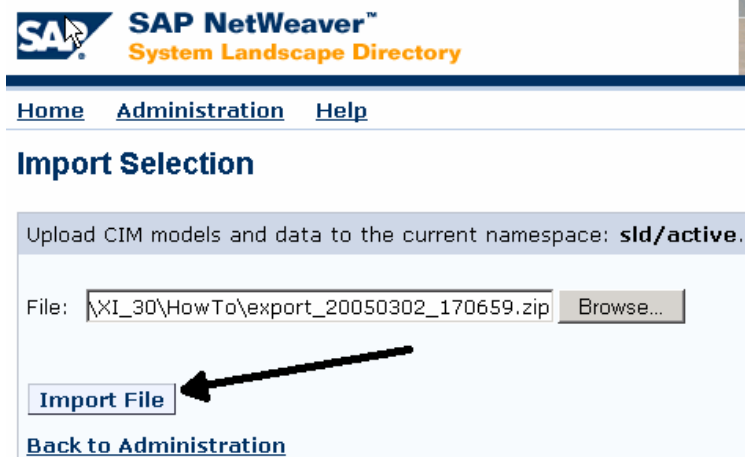 SAP SAP NetWeaver™
System Landscape Directory
Home Administration Help
Import Selection
Upload CIM models and data to the current namespace: sld/active.
File: \XI_30\HowTo\export_20050302_170659.zip Browse...
Import File
Back to Administration